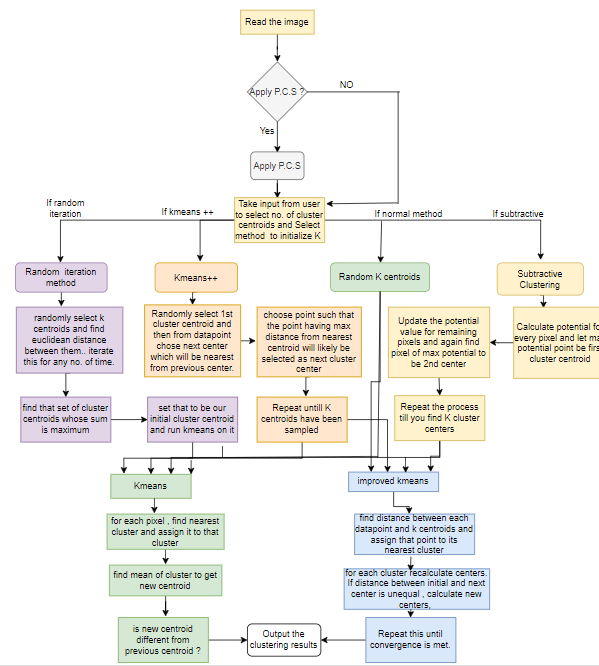 Read the image
Apply P.C.S ?
NO
Yes
Apply P.C.S
Take input from user
to select no. of cluster
centroids and Select
method to initialize K
If random
iteration
If kmeans ++
If normal method
If subtractive
Random iteration
method
Kmeans++
Random K centroids
Subtractive
Clustering
randomly select k
centroids and find
euclidean distance
between them.. iterate
this for any no. of time.
Randomly select 1st
cluster centroid and
then from datapoint
chose next center
which will be nearest
from previous center.
choose point such that
the point having max
distance from nearest
centroid will likely be
selected as next cluster
center
Update the potential
value for remaining
pixels and again find
pixel of max potential to
be 2nd center
Calculate potential fo
every pixel and let ma
potential point be firs
cluster centroid
find that set of cluster
centroids whose sum
is maximum
set that to be our
initial cluster centroid
and run kmeans on it
Repeat untill K
centroids have been
sampled
Repeat the process
till you find K cluster
centers
Kmeans
improved kmeans
for each pixel , find nearest
cluster and assign it to that
cluster
find distance between each
datapoint and k centroids and
assign that point to its
nearest cluster
find mean of cluster to get
new centroid
for each cluster recalculate centers.
If distance between initial and next
center is unequal , calculate new
centers,
is new centroid
different from
previous centroid ?
Output the
clustering results
Repeat this until
convergence is met.